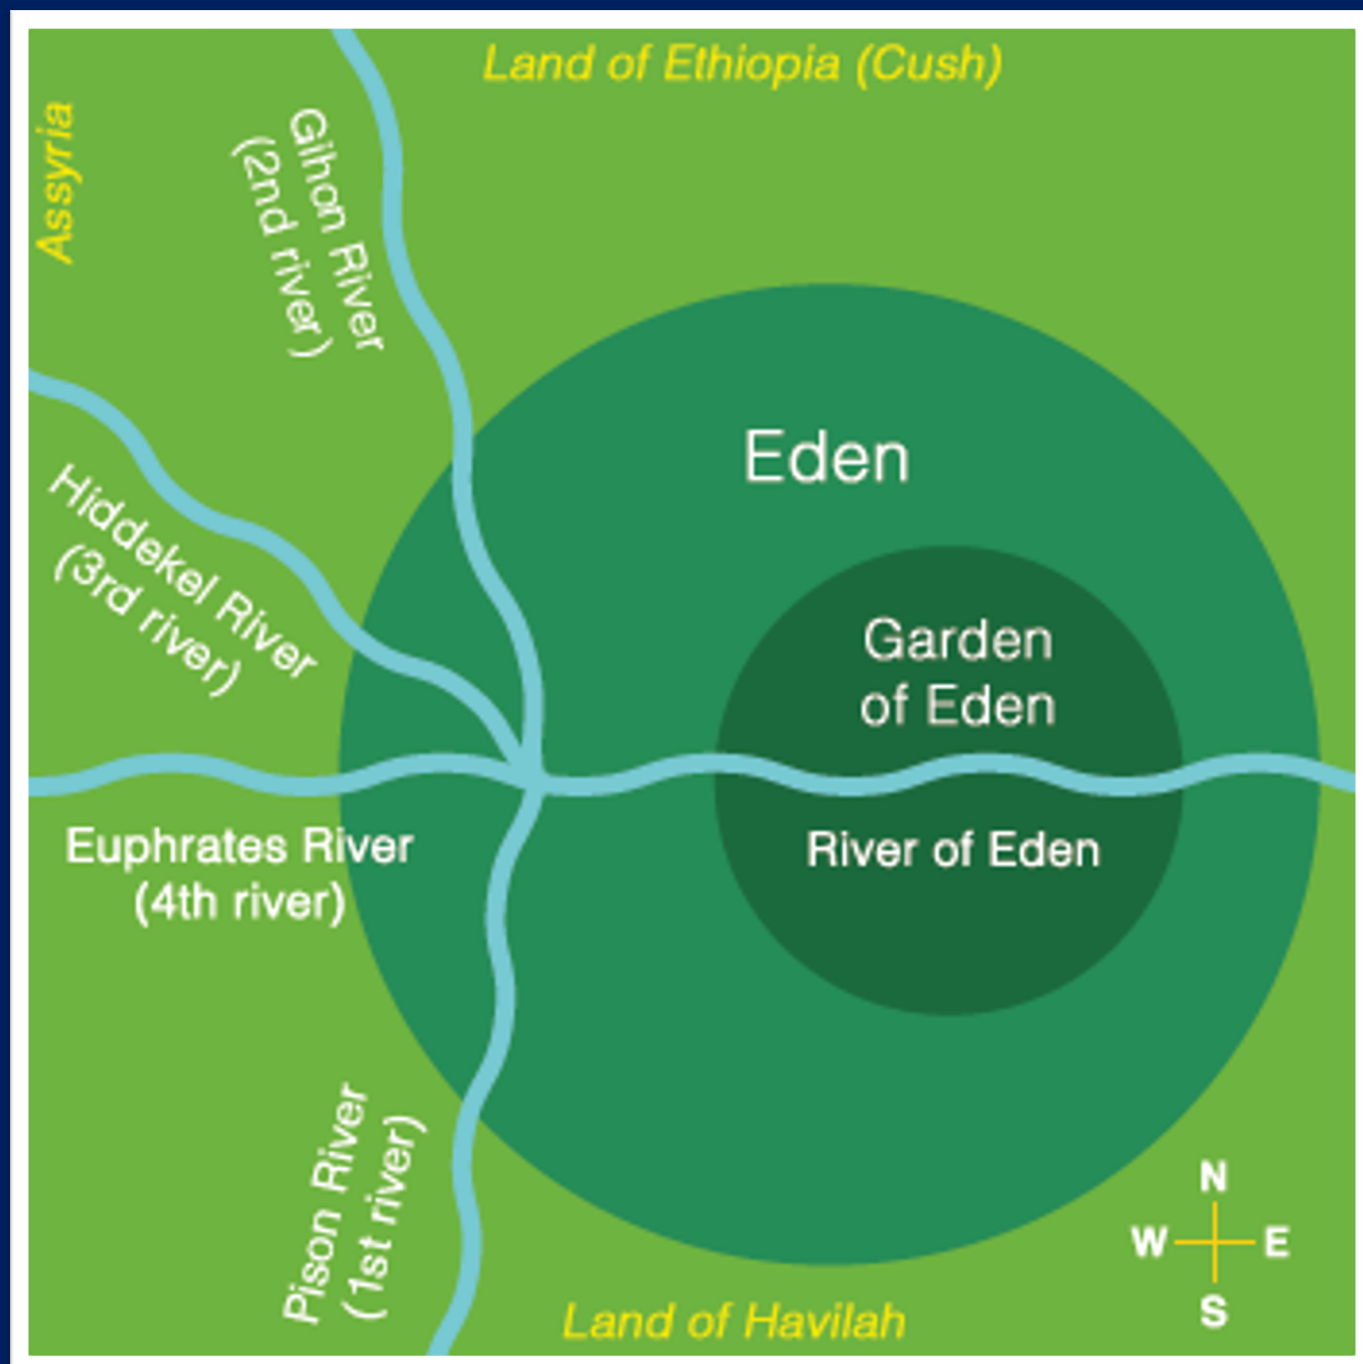 Land of Ethiopia (Cush)
Assyria
Gihon River
(2nd river)
Eden
Hiddekel River
(3rd river)
Garden
of Eden
Euphrates River
(4th river)
River of Eden
Pison River
(1st river)
N
W E
S
Land of Havilah